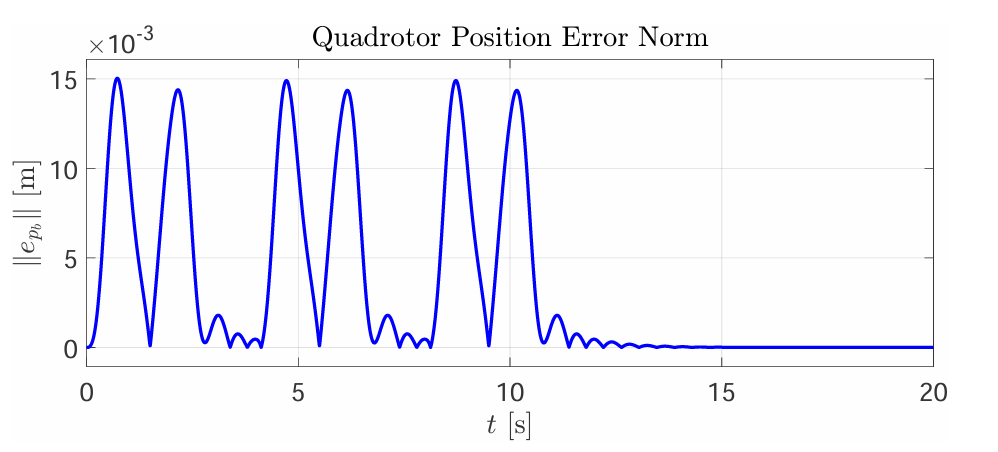 Quadrotor Position Error Norm
×10⁻³
15
10
5
0
‖e_{p_b}‖ [m]
0 5 10 15 20
t [s]